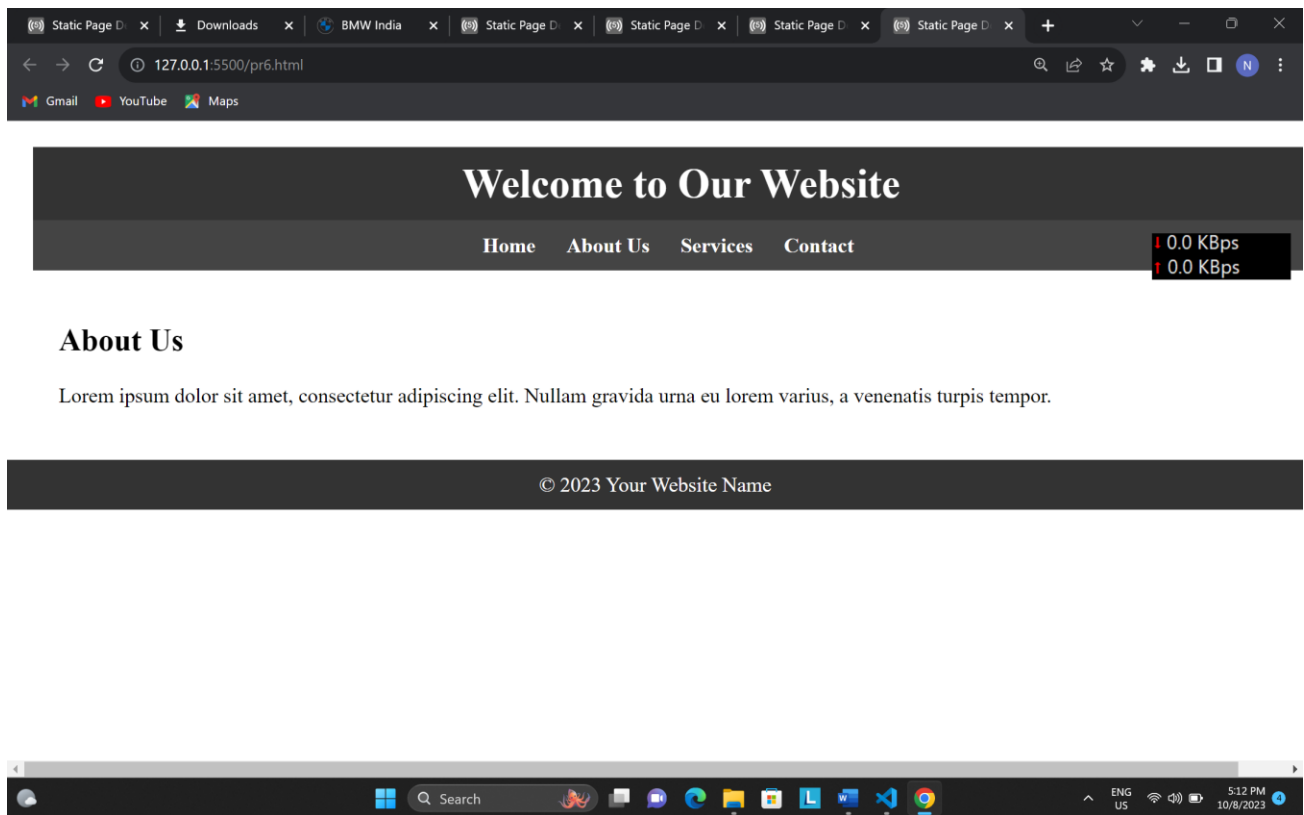 Static Page D Downloads BMW India Static Page D Static Page D Static Page D Static Page D
127.0.0.1:5500/pr6.html N
Gmail YouTube Maps
Welcome to Our Website
Home About Us Services Contact
0.0 KBps
0.0 KBps
About Us
Lorem ipsum dolor sit amet, consectetur adipiscing elit. Nullam gravida urna eu lorem varius, a venenatis turpis tempor.
© 2023 Your Website Name
Search L W ENG 5:12 PM 4
US 10/8/2023